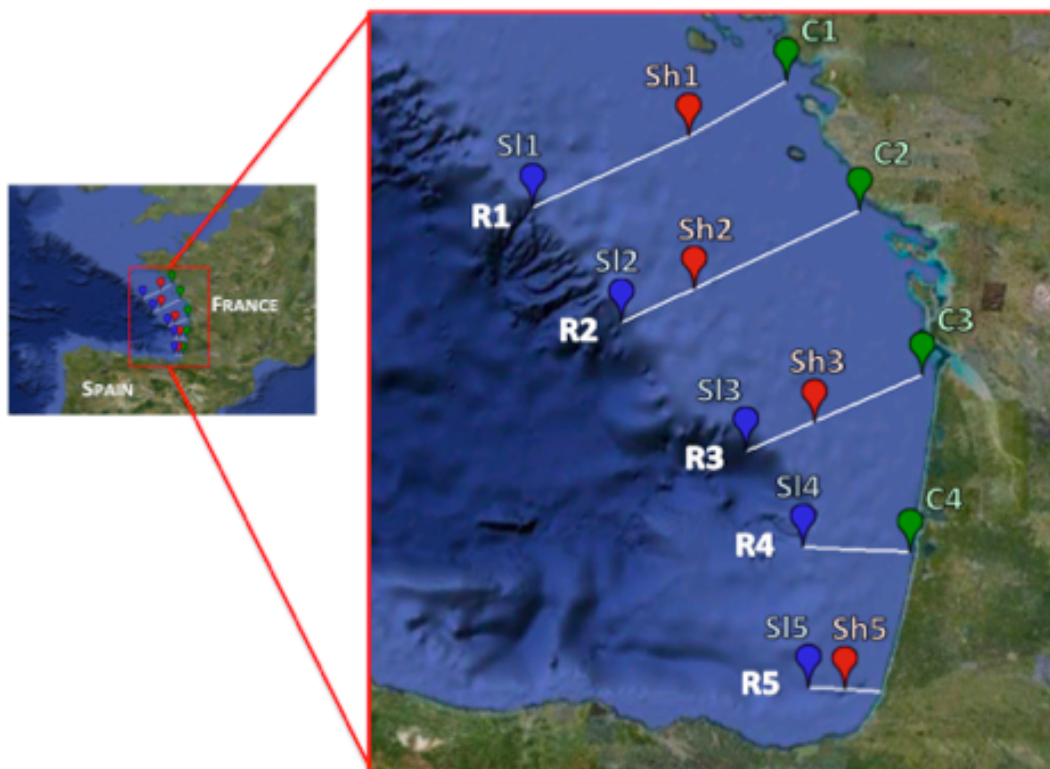 C1
Sh1
Sl1
C2
R1
Sh2
Sl2
FRANCE
R2
C3
Sh3
SPAIN
Sl3
R3
Sl4
C4
R4
Sl5 Sh5
R5